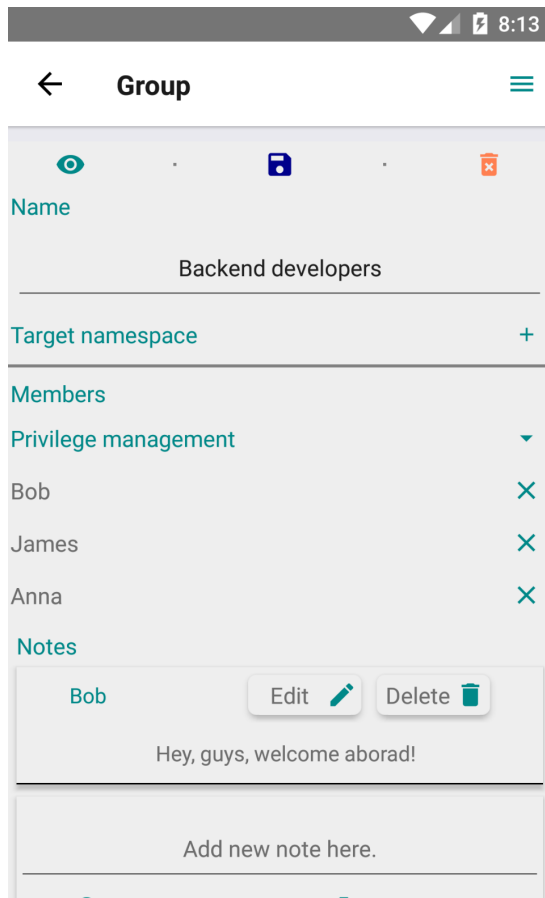 8:13
Group
Name
Backend developers
Target namespace +
Members
Privilege management
Bob
James
Anna
Notes
Bob Edit Delete
Hey, guys, welcome aborad!
Add new note here.